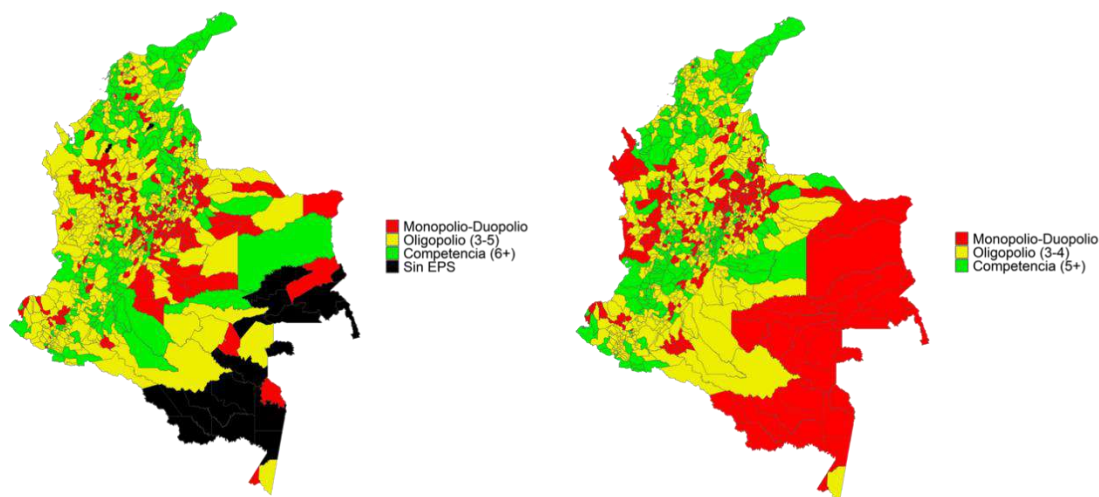 Monopolio-Duopolio
Oligopolio (3-5)
Competencia (6+)
Sin EPS
Monopolio-Duopolio
Oligopolio (3-4)
Competencia (5+)